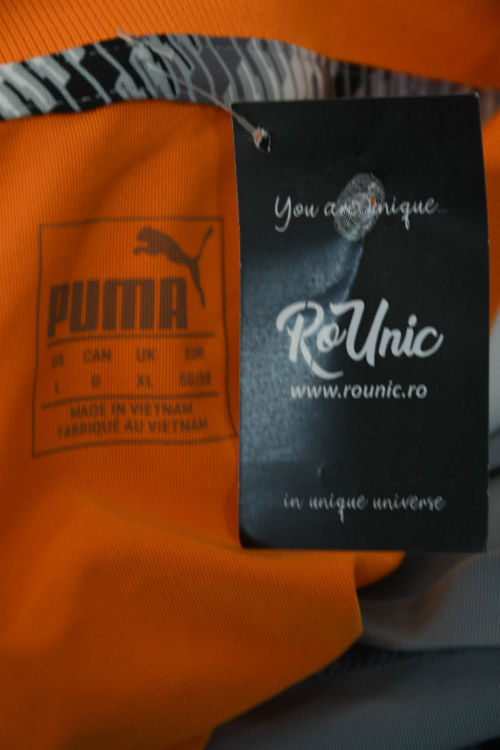 PUMA
US CAN UK EUR
L G XL 56/58
MADE IN VIETNAM
FABRIQUÉ AU VIETNAM
You are unique...
RoUnic
www.rounic.ro
in unique universe